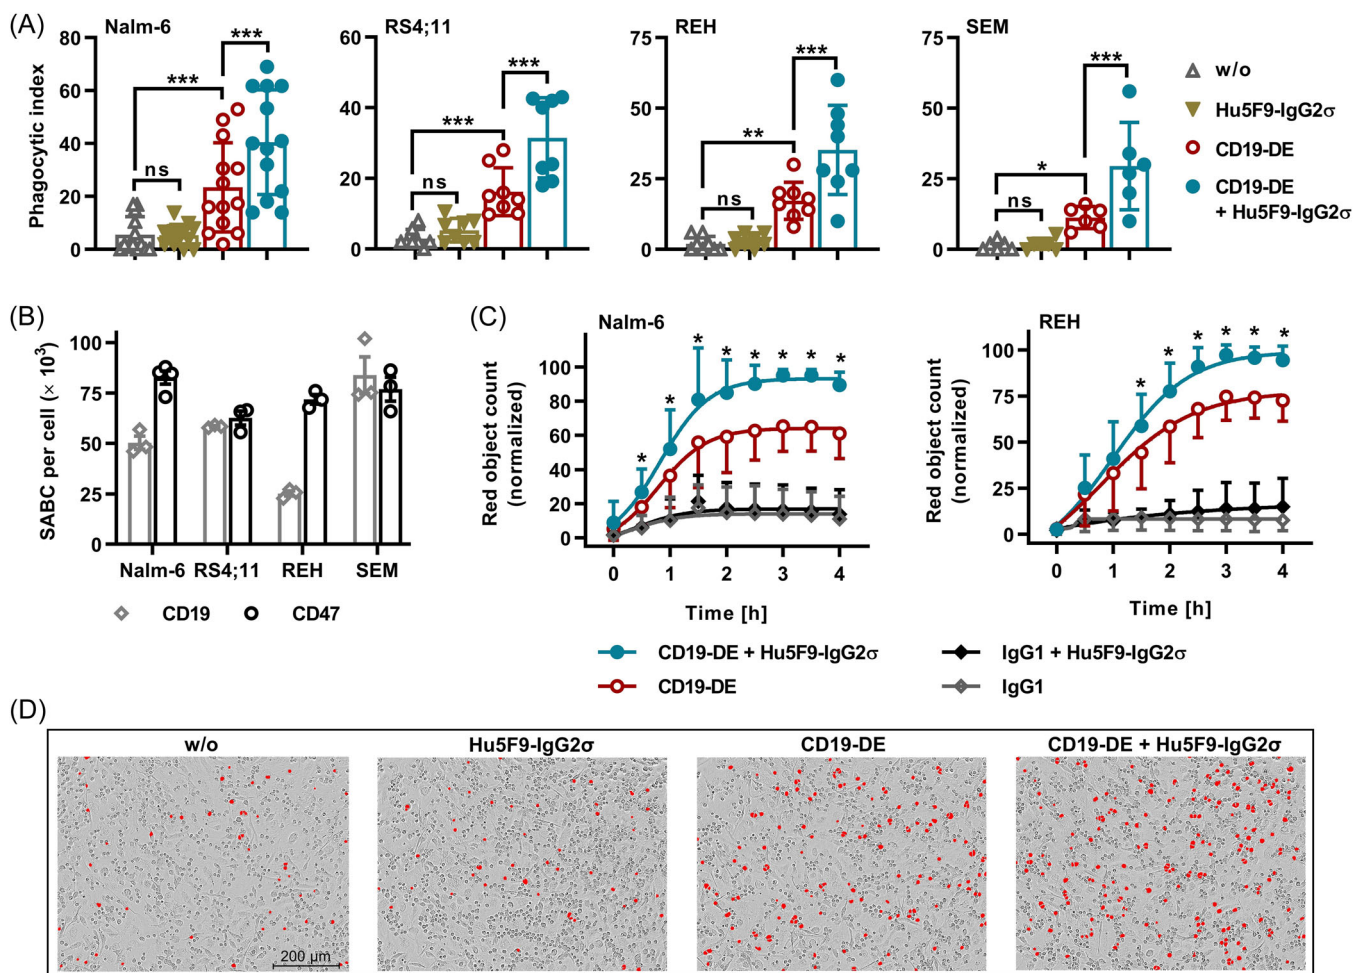 (A)
Nalm-6
RS4;11
REH
SEM
Phagocytic index
80
60
40
20
0
ns
***
***
60
40
20
0
ns
***
***
75
50
25
0
ns
**
***
75
50
25
0
ns
*
***
w/o
Hu5F9-IgG2σ
CD19-DE
CD19-DE
+ Hu5F9-IgG2σ
(B)
SABC per cell (× 10³)
100
75
50
25
0
Nalm-6 RS4;11 REH SEM
CD19 CD47
(C)
Nalm-6
Red object count
(normalized)
100
80
60
40
20
0
* * * * * * * *
0 1 2 3 4
Time [h]
REH
Red object count
(normalized)
100
75
50
25
0
* * * * * *
0 1 2 3 4
Time [h]
CD19-DE + Hu5F9-IgG2σ
IgG1 + Hu5F9-IgG2σ
CD19-DE
IgG1
(D)
w/o
Hu5F9-IgG2σ
CD19-DE
CD19-DE + Hu5F9-IgG2σ
200 µm